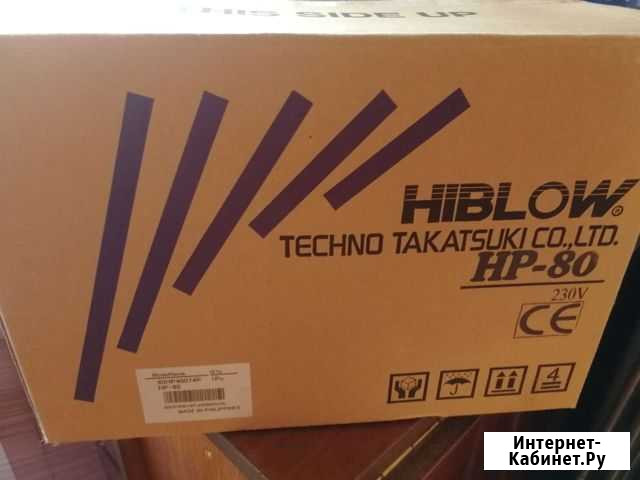 THIS SIDE UP
HIBLOW®
TECHNO TAKATSUKI CO.,LTD.
HP-80
230V
CE
HP-80
MADE IN PHILIPPINES
4
Интернет-
Кабинет.Ру